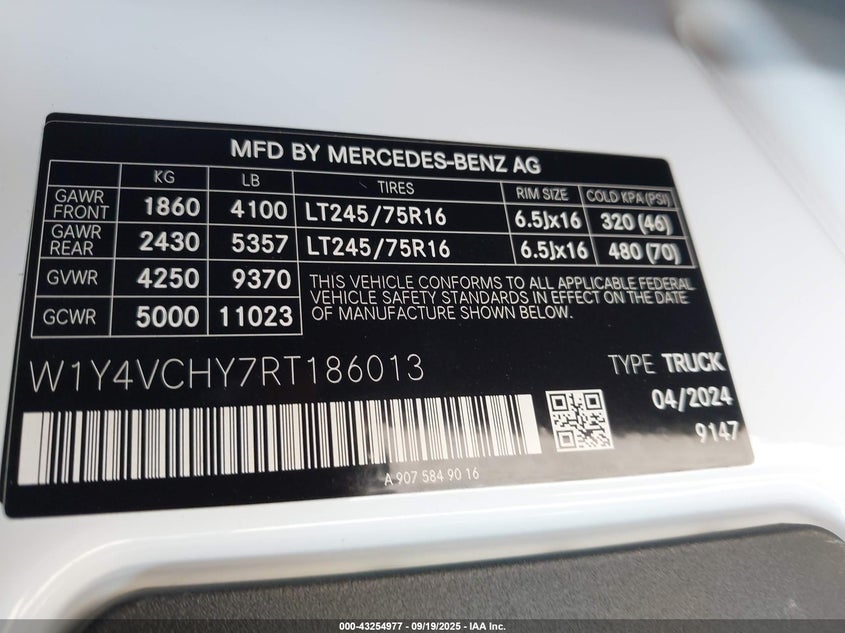 MFD BY MERCEDES-BENZ AG
KG LB TIRES RIM SIZE COLD KPA (PSI)
GAWR FRONT 1860 4100 LT245/75R16 6.5Jx16 320 (46)
GAWR REAR 2430 5357 LT245/75R16 6.5Jx16 480 (70)
GVWR 4250 9370
GCWR 5000 11023
THIS VEHICLE CONFORMS TO ALL APPLICABLE FEDERAL
VEHICLE SAFETY STANDARDS IN EFFECT ON THE DATE
OF MANUFACTURE SHOWN BELOW.
W1Y4VCHY7RT186013
TYPE TRUCK
04/2024
9147
A 907 584 90 16
000-43254977 - 09/19/2025 - IAA Inc.